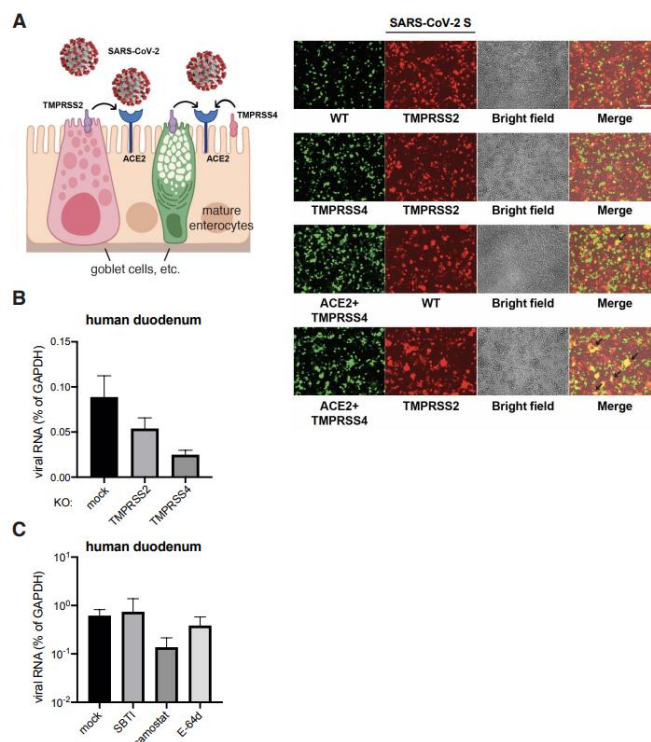 A
SARS-CoV-2
TMPRSS2
TMPRSS4
ACE2
ACE2
mature
enterocytes
goblet cells, etc.
SARS-CoV-2 S
WT TMPRSS2 Bright field Merge
TMPRSS4 TMPRSS2 Bright field Merge
ACE2+
TMPRSS4 WT Bright field Merge
ACE2+
TMPRSS4 TMPRSS2 Bright field Merge
B
human duodenum
viral RNA (% of GAPDH)
0.15
0.10
0.05
0.00
KO: mock TMPRSS2 TMPRSS4
C
human duodenum
viral RNA (% of GAPDH)
10¹
10⁰
10⁻¹
10⁻²
mock SBTI E-64d